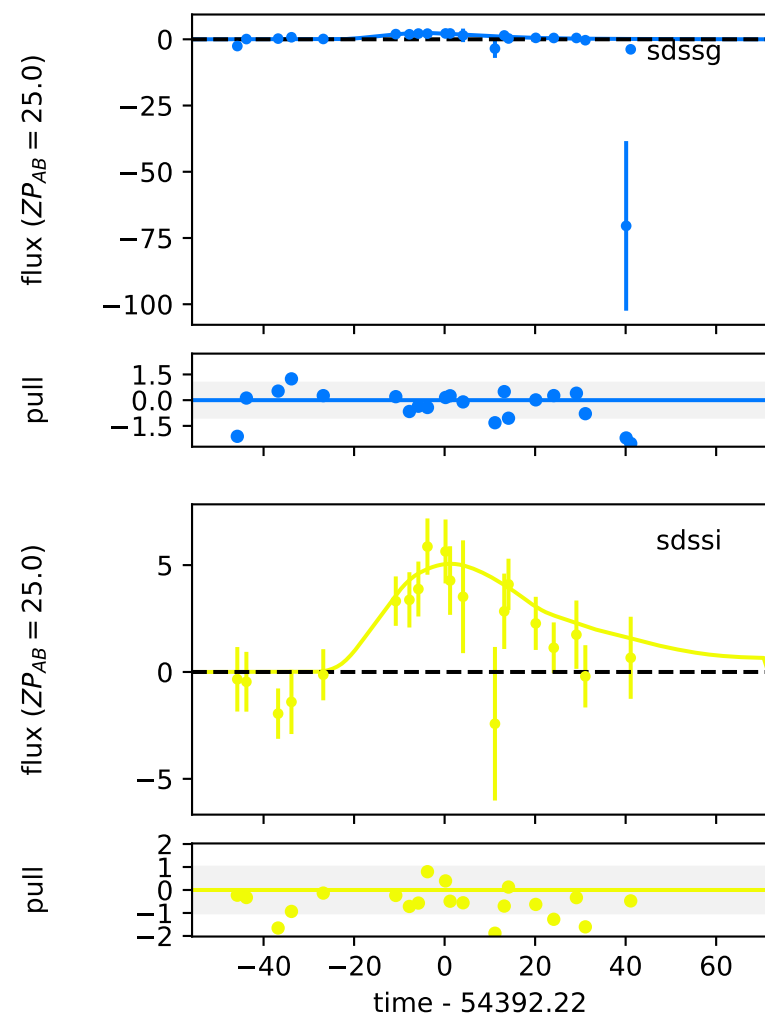 0
−25
−50
−75
−100
flux (ZP_AB = 25.0)
sdssg
1.5
0.0
−1.5
pull
5
0
−5
flux (ZP_AB = 25.0)
sdssi
2
1
0
−1
−2
pull
−40 −20 0 20 40 60
time - 54392.22